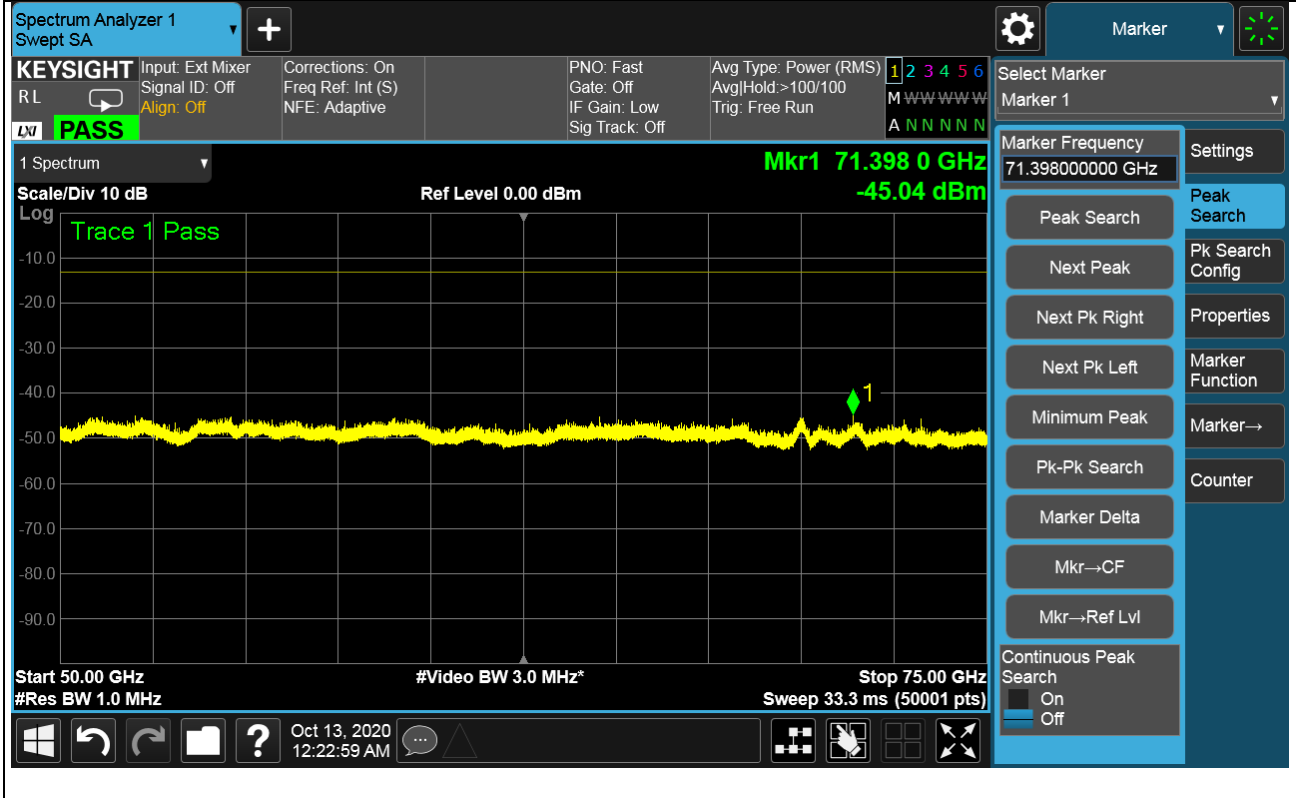 Spectrum Analyzer 1
Swept SA
Marker
KEYSIGHT
RL
LXI
PASS
Input: Ext Mixer
Signal ID: Off
Align: Off
Corrections: On
Freq Ref: Int (S)
NFE: Adaptive
PNO: Fast
Gate: Off
IF Gain: Low
Sig Track: Off
Avg Type: Power (RMS)
Avg|Hold:>100/100
Trig: Free Run
1 2 3 4 5 6
M W W W W W
A N N N N N
Select Marker
Marker 1
1 Spectrum
Mkr1 71.398 0 GHz
Scale/Div 10 dB
Ref Level 0.00 dBm
-45.04 dBm
Log
Trace 1 Pass
-10.0
-20.0
-30.0
-40.0
-50.0
-60.0
-70.0
-80.0
-90.0
1
Start 50.00 GHz
#Video BW 3.0 MHz*
Stop 75.00 GHz
#Res BW 1.0 MHz
Sweep 33.3 ms (50001 pts)
Marker Frequency
71.398000000 GHz
Peak Search
Next Peak
Next Pk Right
Next Pk Left
Minimum Peak
Pk-Pk Search
Marker Delta
Mkr→CF
Mkr→Ref Lvl
Continuous Peak
Search
On
Off
Settings
Peak
Search
Pk Search
Config
Properties
Marker
Function
Marker→
Counter
?
Oct 13, 2020
12:22:59 AM